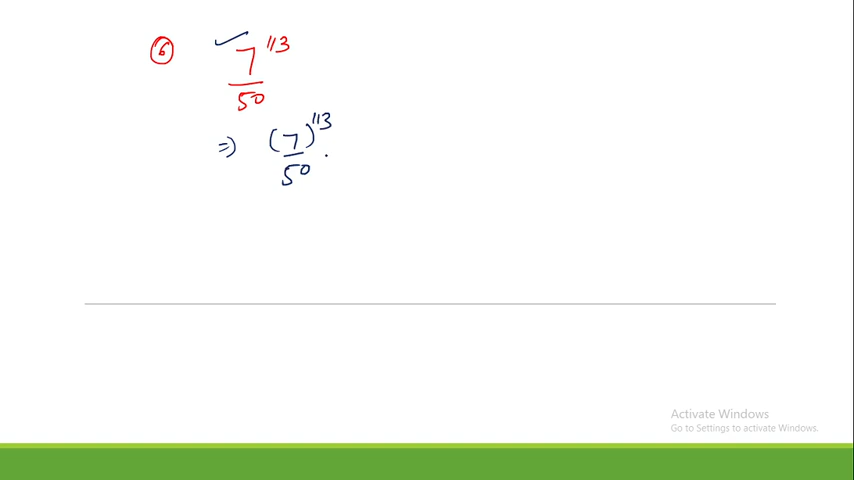 ⑥ 7^113
50
⇒ (7)^113
50
Activate Windows
Go to Settings to activate Windows.